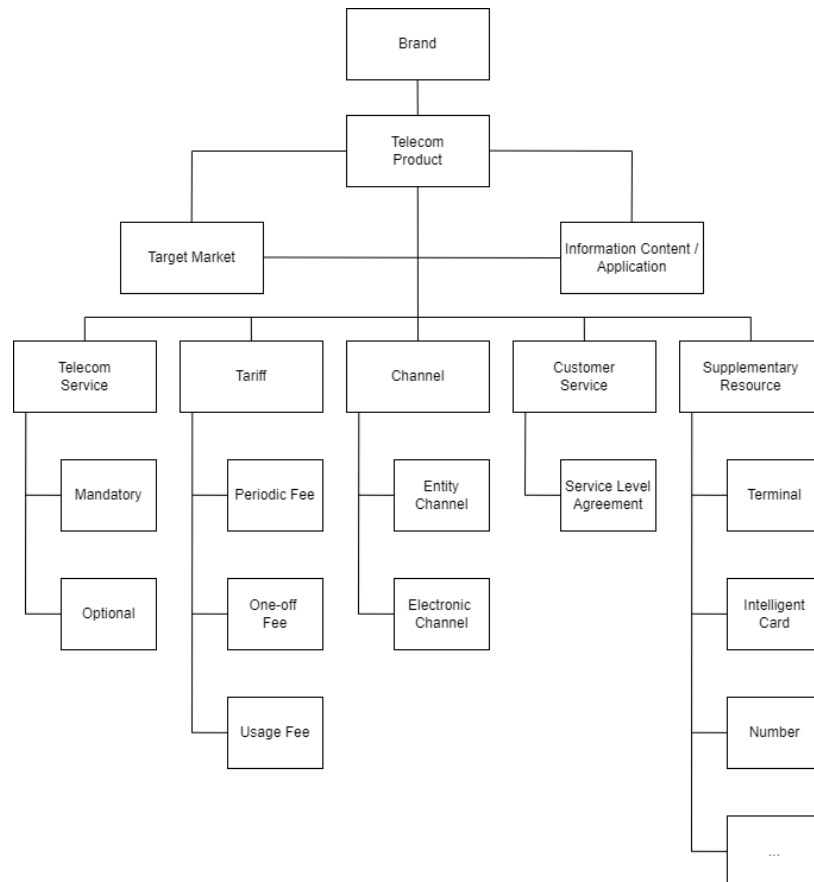 Brand
Telecom
Product
Target Market
Information Content /
Application
Telecom
Service
Tariff
Channel
Customer
Service
Supplementary
Resource
Mandatory
Periodic Fee
Entity
Channel
Service Level
Agreement
Terminal
Optional
One-off
Fee
Electronic
Channel
Intelligent
Card
Usage Fee
Number
...